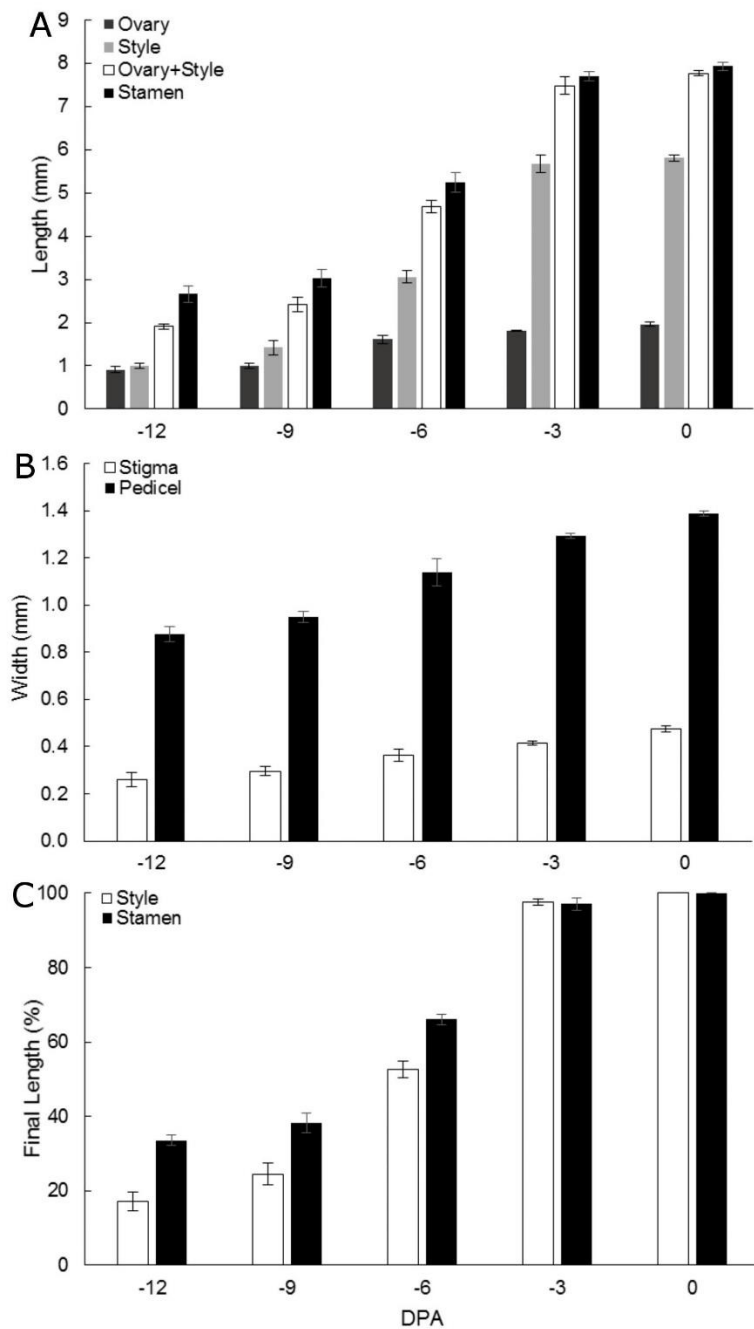 A
Ovary
Style
Ovary+Style
Stamen
Length (mm)
9
8
7
6
5
4
3
2
1
0
-12 -9 -6 -3 0
B
Stigma
Pedicel
Width (mm)
1.6
1.4
1.2
1.0
0.8
0.6
0.4
0.2
0.0
-12 -9 -6 -3 0
C
Style
Stamen
Final Length (%)
100
80
60
40
20
0
-12 -9 -6 -3 0
DPA